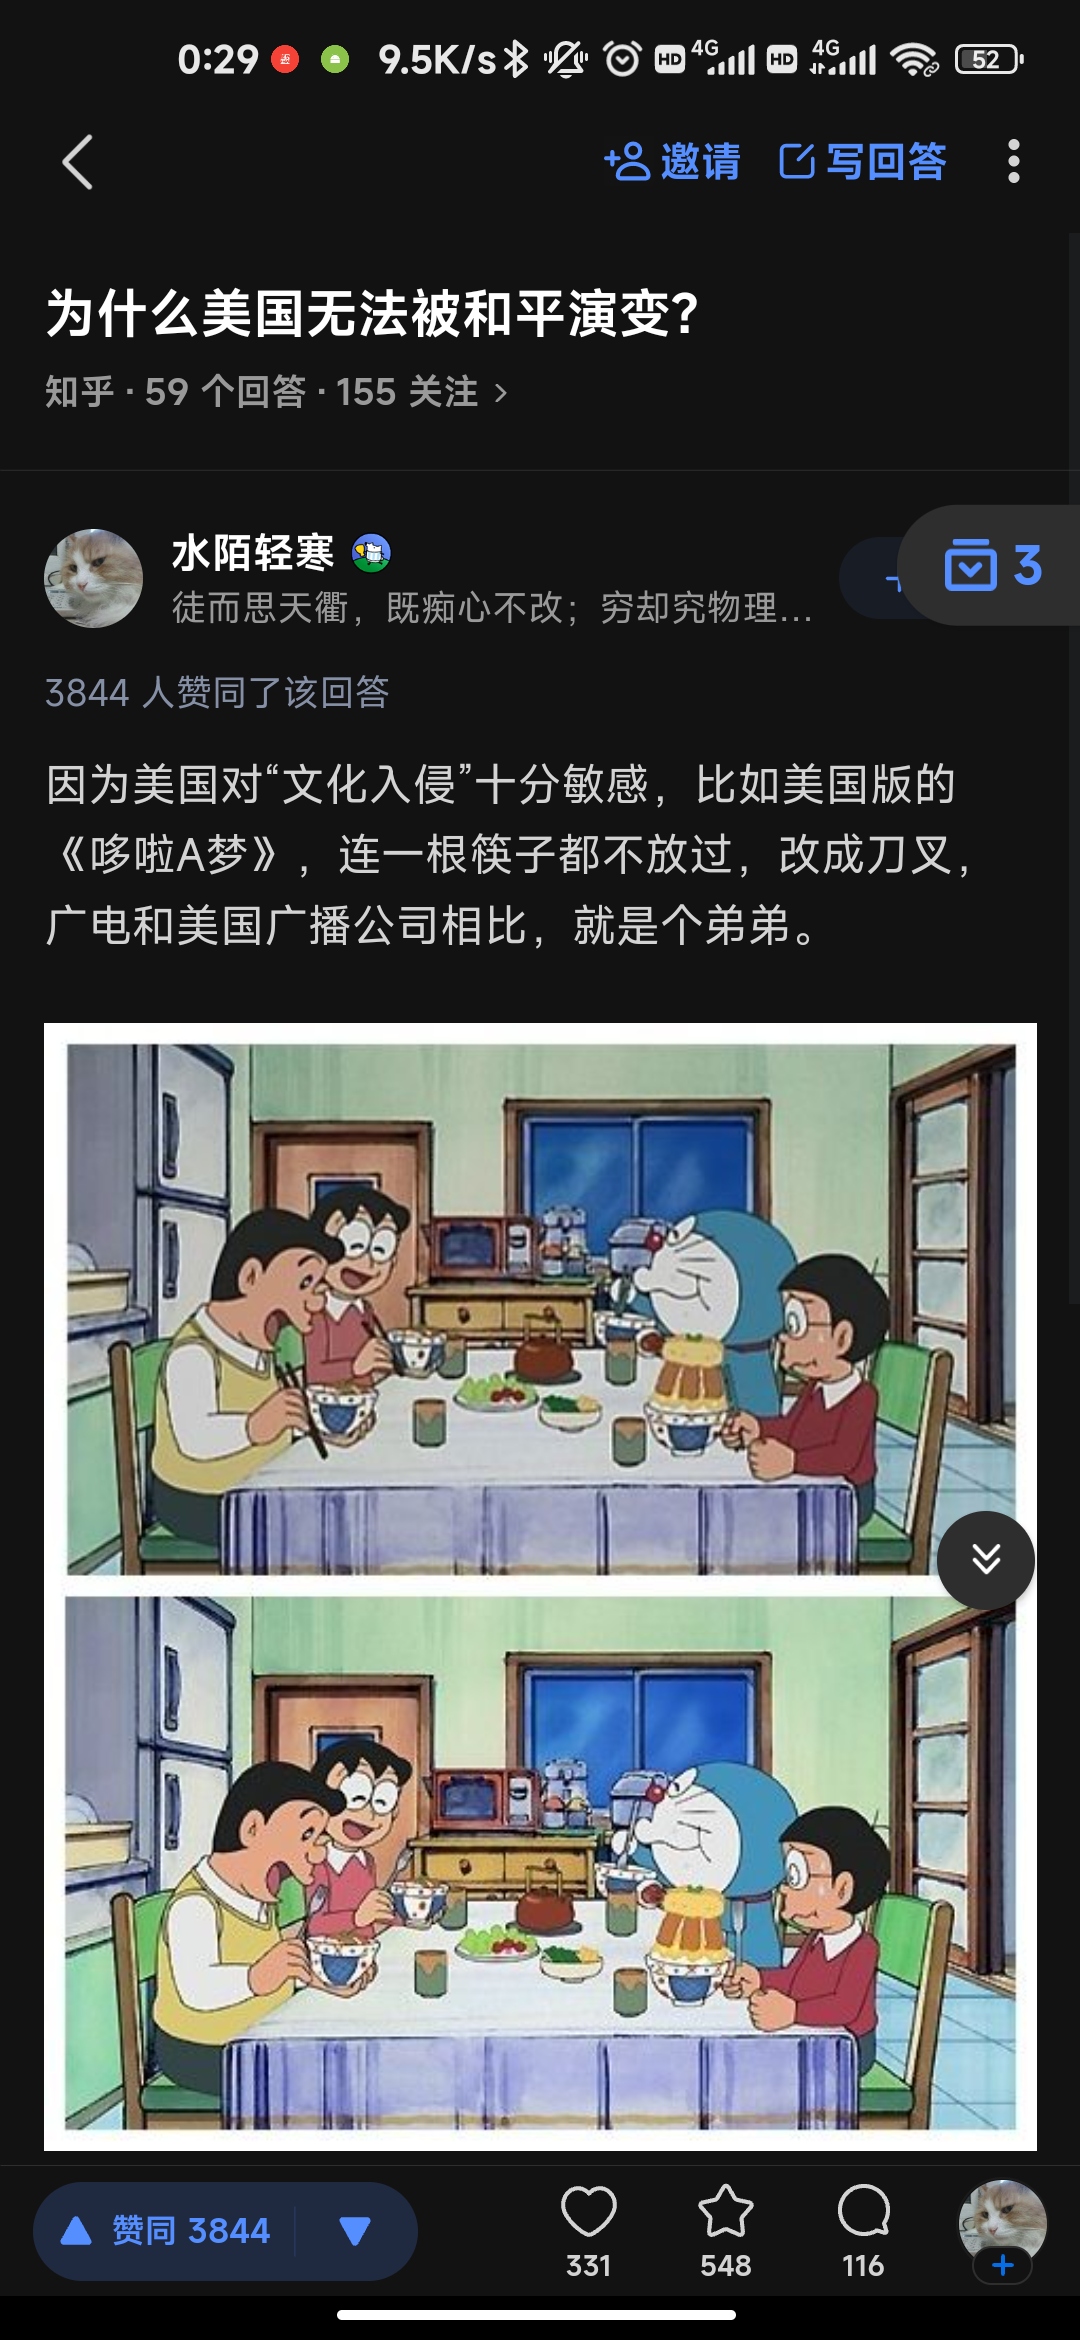 0:29 9.5K/s HD 4G HD 4G 52
邀请 写回答
为什么美国无法被和平演变?
知乎 · 59 个回答 · 155 关注 >
水陌轻寒
徒而思天衢，既痴心不改；穷却究物理...
+ 3
3844 人赞同了该回答
因为美国对“文化入侵”十分敏感，比如美国版的
《哆啦A梦》，连一根筷子都不放过，改成刀叉，
广电和美国广播公司相比，就是个弟弟。
赞同 3844
331 548 116